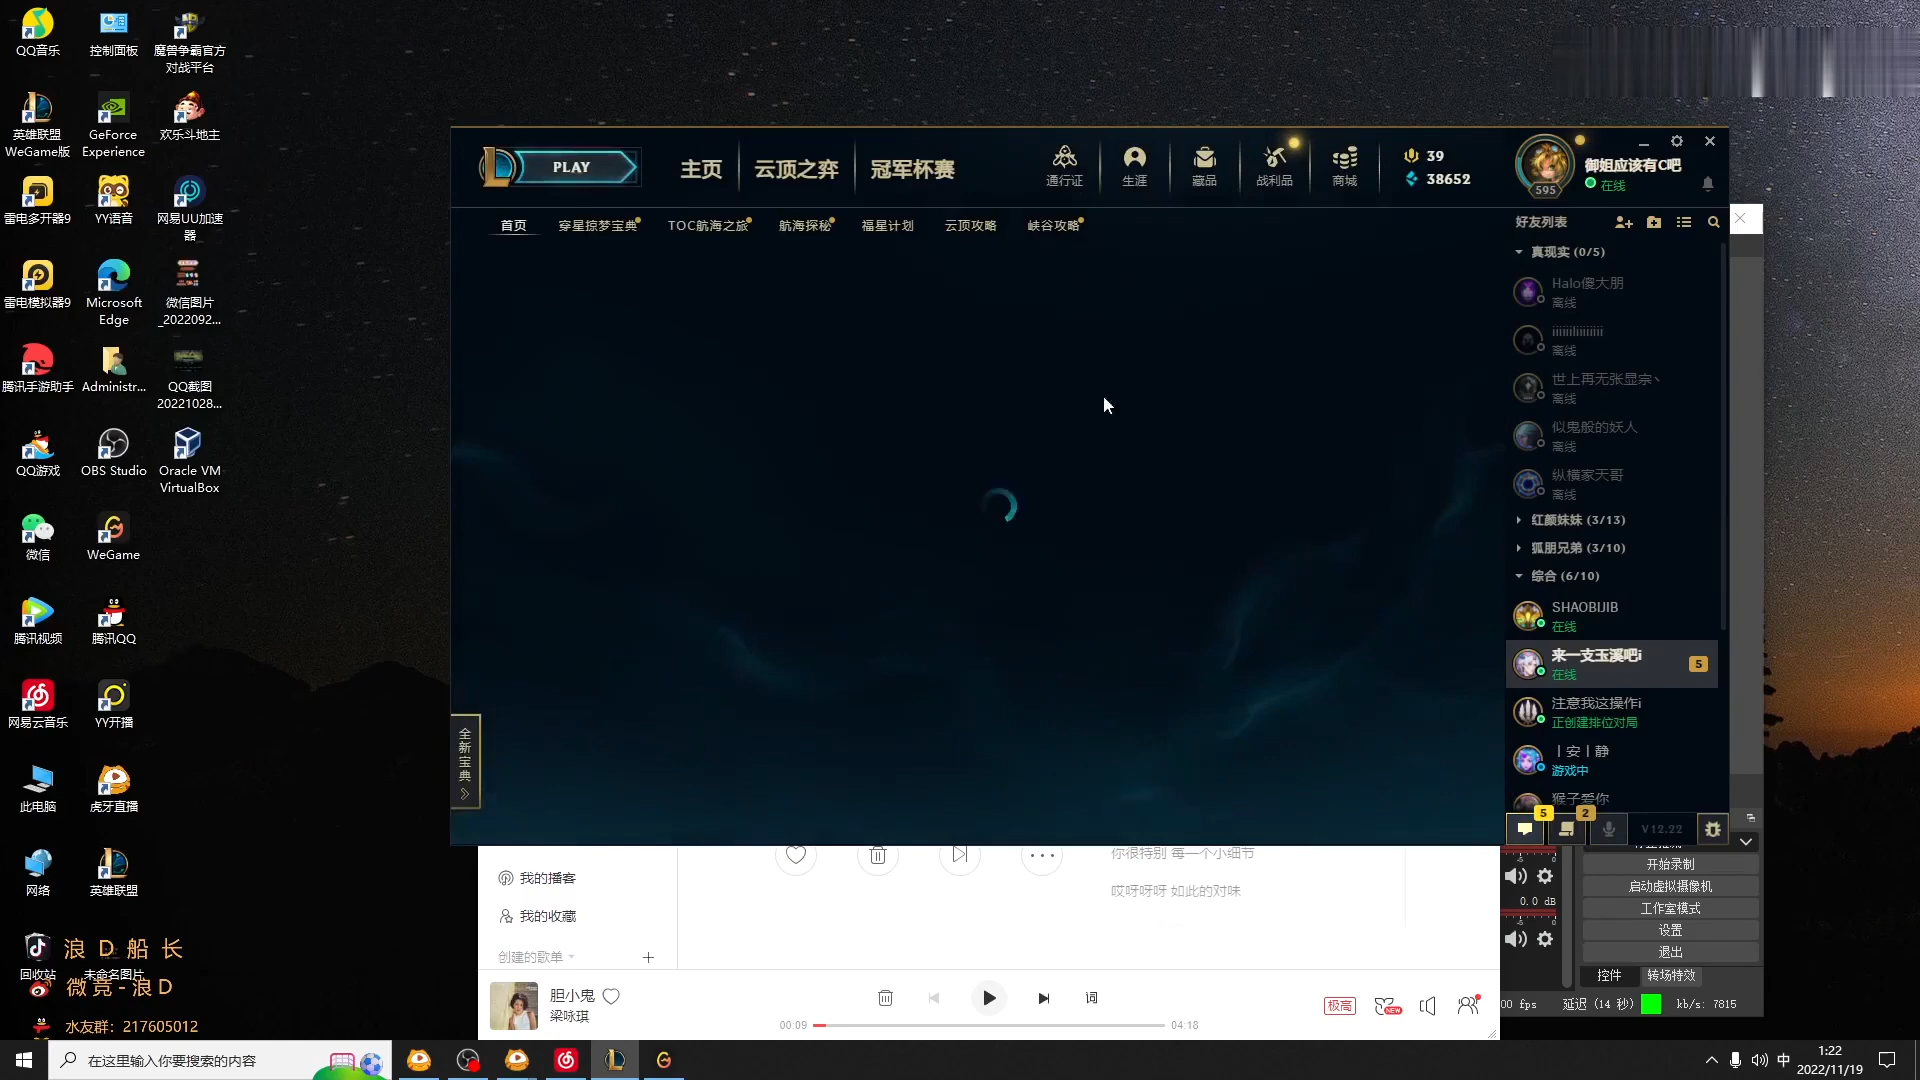 QQ音乐
控制面板
魔兽争霸官方
对战平台
英雄联盟
WeGame版
GeForce
Experience
欢乐斗地主
雷电多开器9
YY语音
网易UU加速
器
雷电模拟器9
Microsoft
Edge
微信图片
_2022092...
腾讯手游助手
Administr...
QQ截图
20221028...
QQ游戏
OBS Studio
Oracle VM
VirtualBox
微信
WeGame
腾讯视频
腾讯QQ
网易云音乐
YY开播
此电脑
虎牙直播
网络
英雄联盟
回收站
未命名图片
浪 D 船 长
微 竞 - 浪 D
水友群：217605012
PLAY
主页
云顶之弈
冠军杯赛
通行证
生涯
藏品
战利品
商城
39
38652
595
御姐应该有C吧
在线
首页
穿星掠梦宝典
TOC航海之旅
航海探秘
福星计划
云顶攻略
峡谷攻略
全新宝典
好友列表
真现实 (0/5)
Halo傻大朋
离线
离线
世上再无张显宗丶
离线
似鬼般的妖人
离线
纵横家天哥
离线
红颜妹妹 (3/13)
狐朋兄弟 (3/10)
综合 (6/10)
SHAOBIJIB
在线
来一支玉溪吧i
在线
5
注意我这操作i
正创建排位对局
丨安丨静
游戏中
猴子爱你
5
2
V12.22
我的播客
我的收藏
创建的歌单
你很特别 每一个小细节
哎呀呀呀 如此的对味
胆小鬼
梁咏琪
00:09
04:18
词
极高
NEW
0.0 dB
开始录制
启动虚拟摄像机
工作室模式
设置
退出
控件
转场特效
00 fps
延迟 (14 秒)
kb/s: 7815
在这里输入你要搜索的内容
中
1:22
2022/11/19